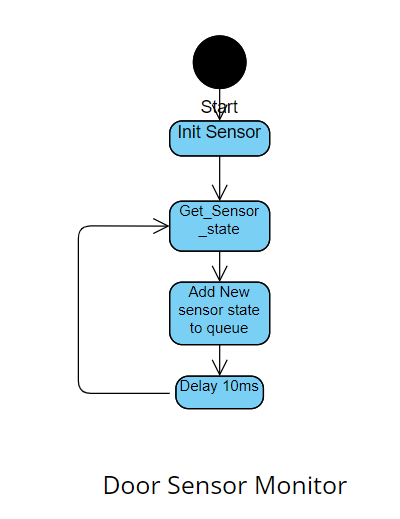 Start
Init Sensor
Get_Sensor
_state
Add New
sensor state
to queue
Delay 10ms
Door Sensor Monitor